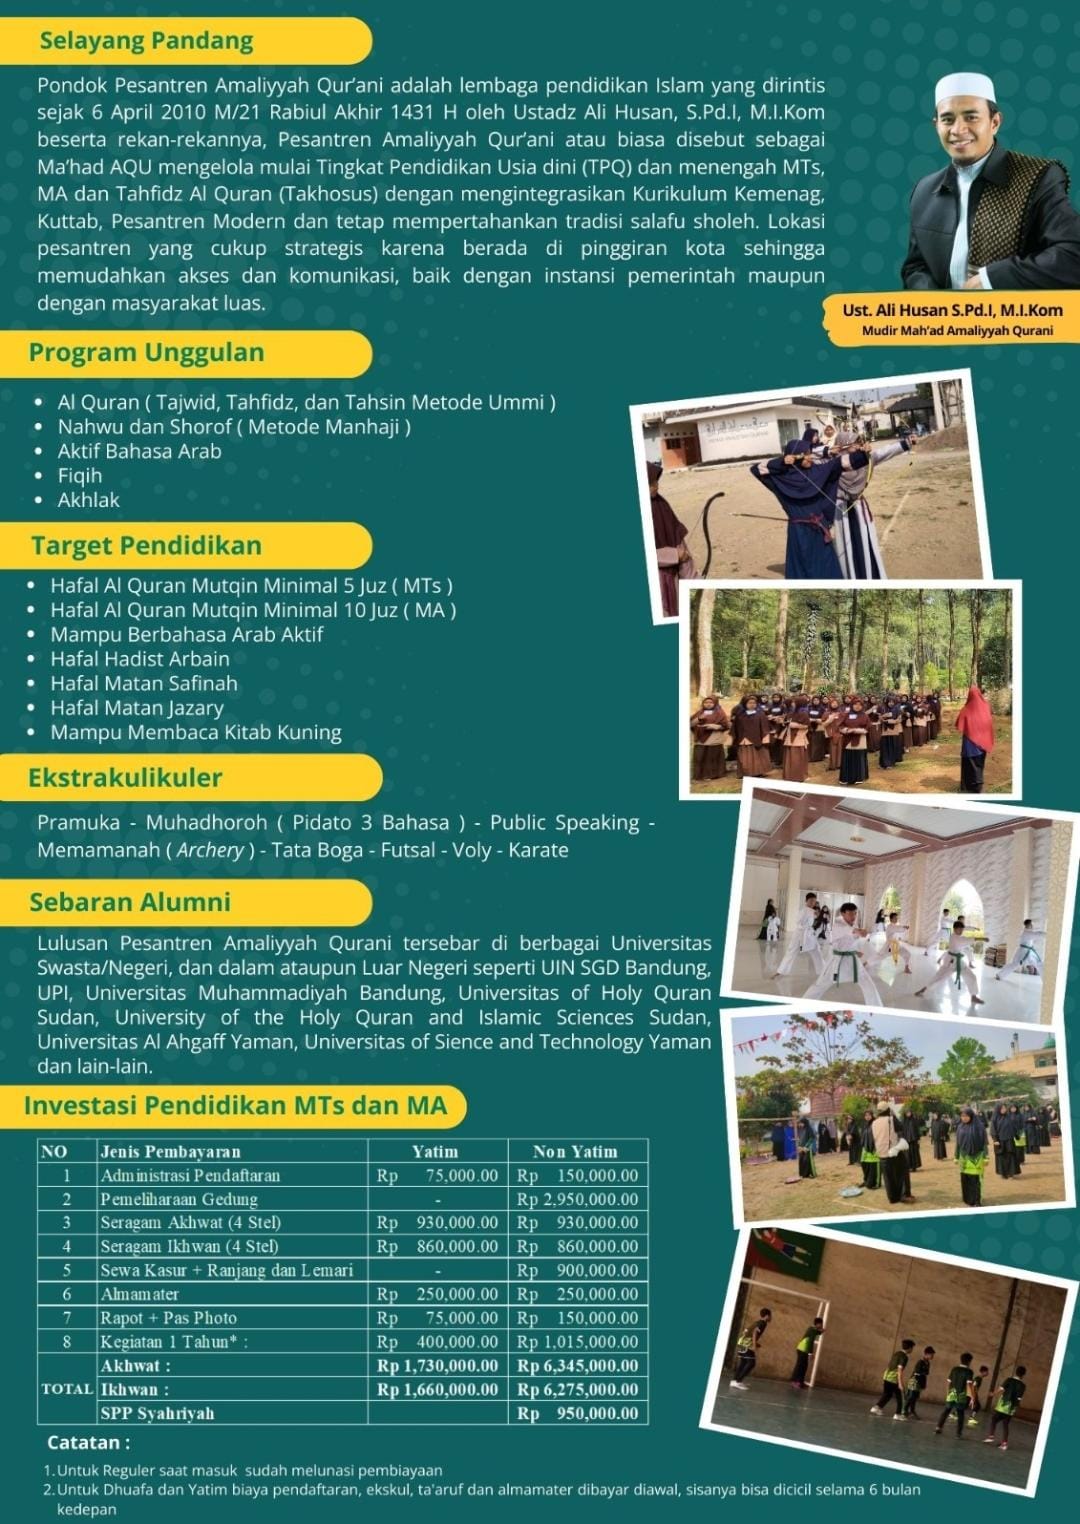 Selayang Pandang
Pondok Pesantren Amaliyyah Qur'ani adalah lembaga pendidikan Islam yang dirintis
sejak 6 April 2010 M/21 Rabiul Akhir 1431 H oleh Ustadz Ali Husan, S.Pd.I, M.I.Kom
beserta rekan-rekannya, Pesantren Amaliyyah Qur'ani atau biasa disebut sebagai
Ma'had AQU mengelola mulai Tingkat Pendidikan Usia dini (TPQ) dan menengah MTs,
MA dan Tahfidz Al Quran (Takhosus) dengan mengintegrasikan Kurikulum Kemenag,
Kuttab, Pesantren Modern dan tetap mempertahankan tradisi salafu sholeh. Lokasi
pesantren yang cukup strategis karena berada di pinggiran kota sehingga
memudahkan akses dan komunikasi, baik dengan instansi pemerintah maupun
dengan masyarakat luas.
Ust. Ali Husan S.Pd.I, M.I.Kom
Mudir Mah'ad Amaliyyah Qurani
Program Unggulan
• Al Quran ( Tajwid, Tahfidz, dan Tahsin Metode Ummi )
• Nahwu dan Shorof ( Metode Manhaji )
• Aktif Bahasa Arab
• Fiqih
• Akhlak
Target Pendidikan
• Hafal Al Quran Mutqin Minimal 5 Juz ( MTs )
• Hafal Al Quran Mutqin Minimal 10 Juz ( MA )
• Mampu Berbahasa Arab Aktif
• Hafal Hadist Arbain
• Hafal Matan Safinah
• Hafal Matan Jazary
• Mampu Membaca Kitab Kuning
Ekstrakulikuler
Pramuka - Muhadhoroh ( Pidato 3 Bahasa ) - Public Speaking -
Memamanah ( Archery ) - Tata Boga - Futsal - Voly - Karate
Sebaran Alumni
Lulusan Pesantren Amaliyyah Qurani tersebar di berbagai Universitas
Swasta/Negeri, dan dalam ataupun Luar Negeri seperti UIN SGD Bandung,
UPI, Universitas Muhammadiyah Bandung, Universitas of Holy Quran
Sudan, University of the Holy Quran and Islamic Sciences Sudan,
Universitas Al Ahgaff Yaman, Universitas of Sience and Technology Yaman
dan lain-lain.
Investasi Pendidikan MTs dan MA
NO Jenis Pembayaran Yatim Non Yatim
1 Administrasi Pendaftaran Rp 75,000.00 Rp 150,000.00
2 Pemeliharaan Gedung - Rp 2,950,000.00
3 Seragam Akhwat (4 Stel) Rp 930,000.00 Rp 930,000.00
4 Seragam Ikhwan (4 Stel) Rp 860,000.00 Rp 860,000.00
5 Sewa Kasur + Ranjang dan Lemari - Rp 900,000.00
6 Almamater Rp 250,000.00 Rp 250,000.00
7 Rapot + Pas Photo Rp 75,000.00 Rp 150,000.00
8 Kegiatan 1 Tahun* : Rp 400,000.00 Rp 1,015,000.00
Akhwat : Rp 1,730,000.00 Rp 6,345,000.00
TOTAL Ikhwan : Rp 1,660,000.00 Rp 6,275,000.00
SPP Syahriyah Rp 950,000.00
Catatan :
1. Untuk Reguler saat masuk sudah melunasi pembiayaan
2. Untuk Dhuafa dan Yatim biaya pendaftaran, ekskul, ta'aruf dan almamater dibayar diawal, sisanya bisa dicicil selama 6 bulan
kedepan